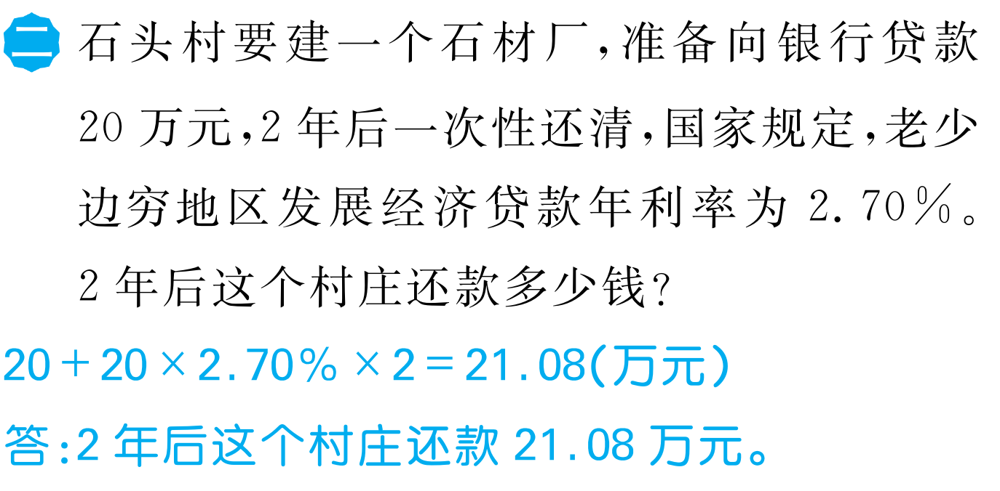 二 石头村要建一个石材厂,准备向银行贷款
20 万元,2 年后一次性还清,国家规定,老少
边穷地区发展经济贷款年利率为 2.70%。
2 年后这个村庄还款多少钱?
20+20×2.70%×2=21.08(万元)
答:2 年后这个村庄还款 21.08 万元。